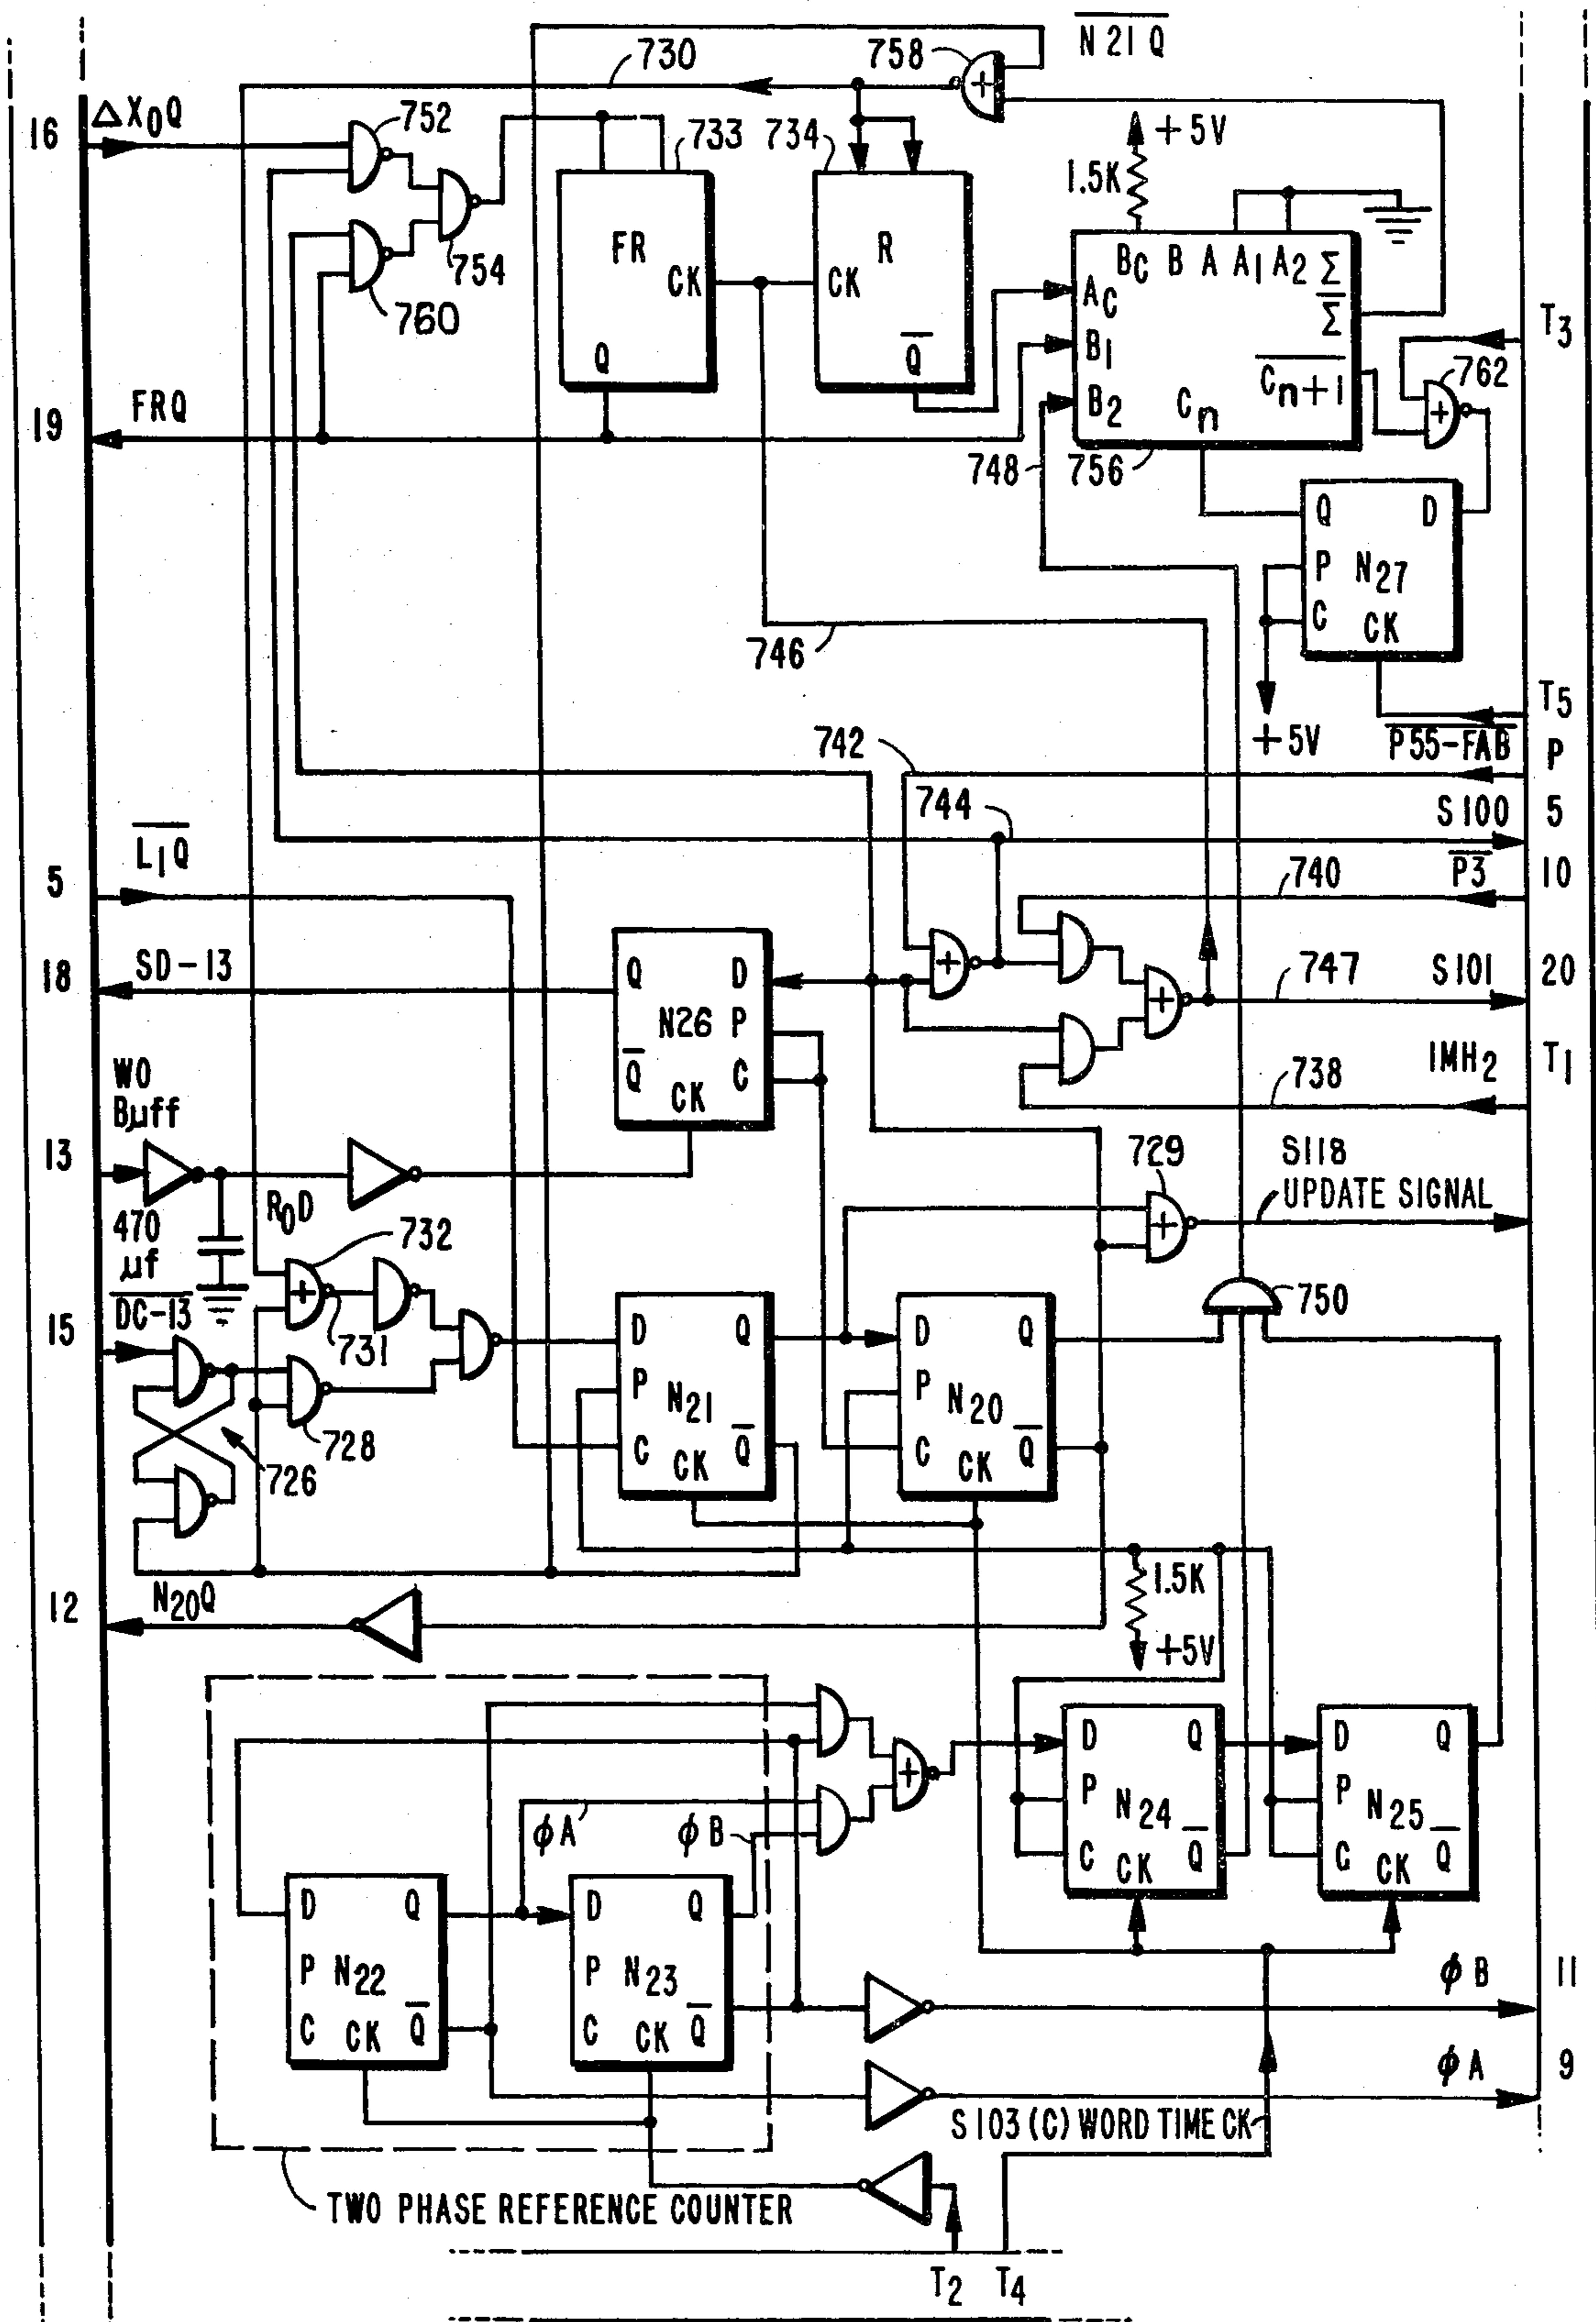 N21Q
730
758
ΔX0Q
16
752
733
734
+5V
1.5K
FR
CK
R
CK
BC B A A1 A2 Σ
Σ
AC
B1
B2
Cn
Cn+1
T3
754
760
Q
Q
762
19
FRQ
748
756
Q D
P N27
C CK
746
T5
+5V
P55-FAB
P
742
744
S100
5
L1Q
5
P3
10
740
SD-13
18
Q D
N26 P
Q C
CK
747
S101
20
IMH2
T1
738
WO
Bμff
13
729
S118
UPDATE SIGNAL
R0D
470
μf
732
DC-13
15
731
750
D Q
P N21
C CK Q
D Q
P N20
C CK Q
728
726
1.5K
+5V
N20Q
12
φA
φB
D Q
P N24
C CK Q
D Q
P N25
C CK Q
D Q
P N22
C CK Q
D Q
P N23
C CK Q
φB
11
φA
9
S103 (C) WORD TIME CK
TWO PHASE REFERENCE COUNTER
T2 T4